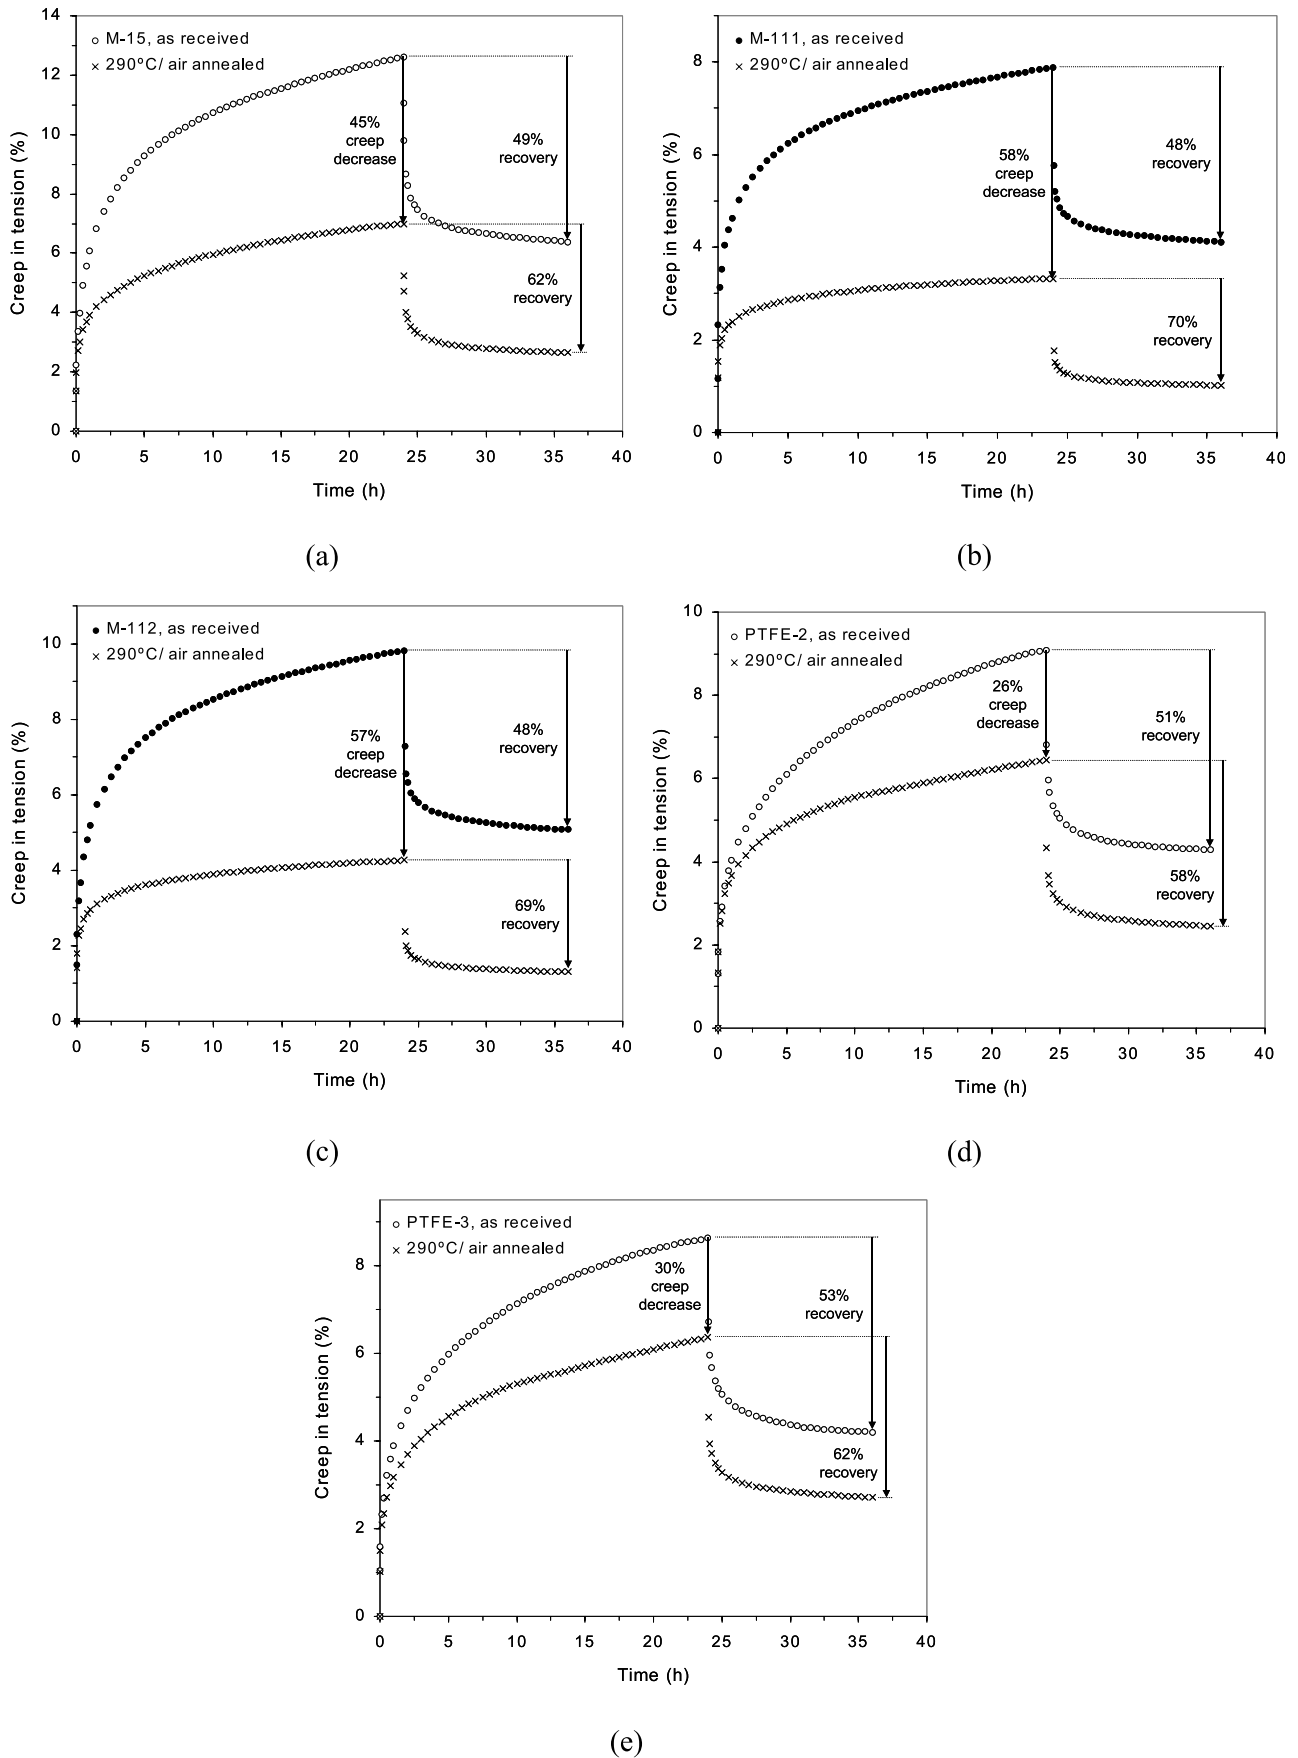 M-15, as received
290ºC/ air annealed
14
12
10
8
6
4
2
0
Creep in tension (%)
45%
creep
decrease
49%
recovery
62%
recovery
0 5 10 15 20 25 30 35 40
Time (h)
(a)
M-111, as received
290ºC/ air annealed
8
6
4
2
0
Creep in tension (%)
58%
creep
decrease
48%
recovery
70%
recovery
0 5 10 15 20 25 30 35 40
Time (h)
(b)
M-112, as received
290ºC/ air annealed
10
8
6
4
2
0
Creep in tension (%)
57%
creep
decrease
48%
recovery
69%
recovery
0 5 10 15 20 25 30 35 40
Time (h)
(c)
PTFE-2, as received
290ºC/ air annealed
10
8
6
4
2
0
Creep in tension (%)
26%
creep
decrease
51%
recovery
58%
recovery
0 5 10 15 20 25 30 35 40
Time (h)
(d)
PTFE-3, as received
290ºC/ air annealed
8
6
4
2
0
Creep in tension (%)
30%
creep
decrease
53%
recovery
62%
recovery
0 5 10 15 20 25 30 35 40
Time (h)
(e)